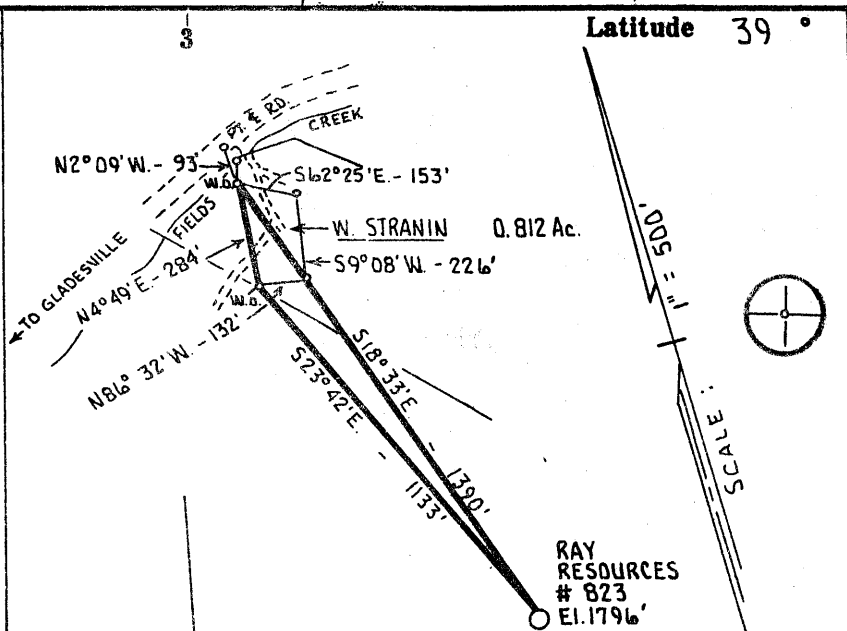 3
Latitude 39 °
PT. & RD.
CREEK
N2°09'W.- 93'
S62°25'E.- 153'
W.O.
FIELDS
W. STRANIN 0.812 Ac.
TO GLADESVILLE
N4°49'E.- 284'
S9°08'W. - 226'
W.O.
N86° 32'W. - 132'
S18°33'E - 1390'
S23°42'E. - 1133'
SCALE : 1" = 500'
RAY
RESOURCES
# 823
El.1796'